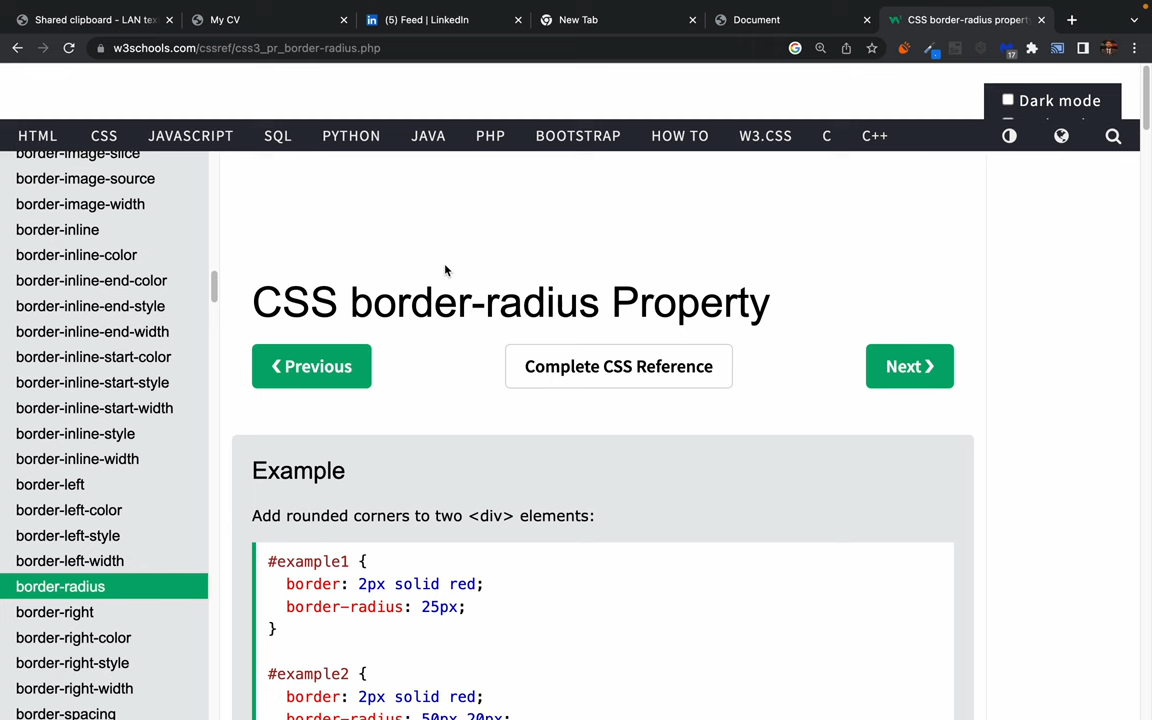 Shared clipboard - LAN tex
My CV
(5) Feed | LinkedIn
New Tab
Document
CSS border-radius propert
w3schools.com/cssref/css3_pr_border-radius.php
17
Dark mode
HTML CSS JAVASCRIPT SQL PYTHON JAVA PHP BOOTSTRAP HOW TO W3.CSS C C++
border-image-slice
border-image-source
border-image-width
border-inline
border-inline-color
border-inline-end-color
border-inline-end-style
border-inline-end-width
border-inline-start-color
border-inline-start-style
border-inline-start-width
border-inline-style
border-inline-width
border-left
border-left-color
border-left-style
border-left-width
border-radius
border-right
border-right-color
border-right-style
border-right-width
border-spacing
CSS border-radius Property
❮ Previous
Complete CSS Reference
Next ❯
Example
Add rounded corners to two <div> elements:
#example1 {
border: 2px solid red;
border-radius: 25px;
}
#example2 {
border: 2px solid red;
border-radius: 50px 20px;